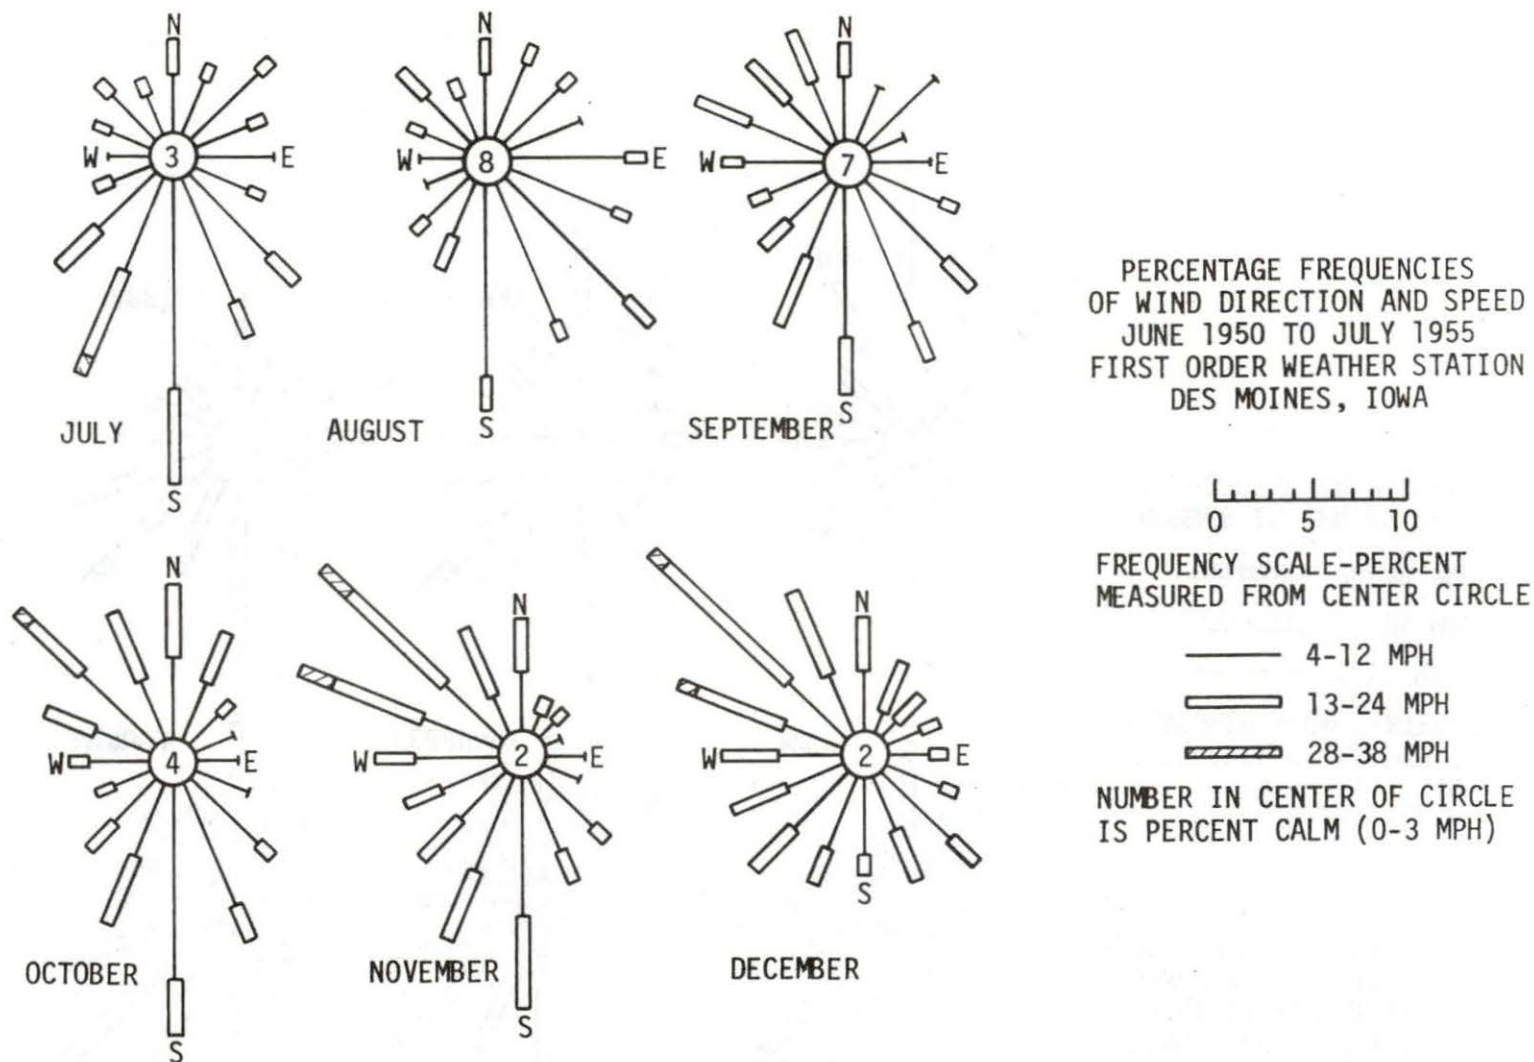 N
W 3 E
S
JULY
N
W 8 E
S
AUGUST
N
W 7 E
S
SEPTEMBER
PERCENTAGE FREQUENCIES
OF WIND DIRECTION AND SPEED
JUNE 1950 TO JULY 1955
FIRST ORDER WEATHER STATION
DES MOINES, IOWA
0 5 10
FREQUENCY SCALE-PERCENT
MEASURED FROM CENTER CIRCLE
4-12 MPH
13-24 MPH
28-38 MPH
NUMBER IN CENTER OF CIRCLE
IS PERCENT CALM (0-3 MPH)
N
W 4 E
S
OCTOBER
N
W 2 E
S
NOVEMBER
N
W 2 E
S
DECEMBER